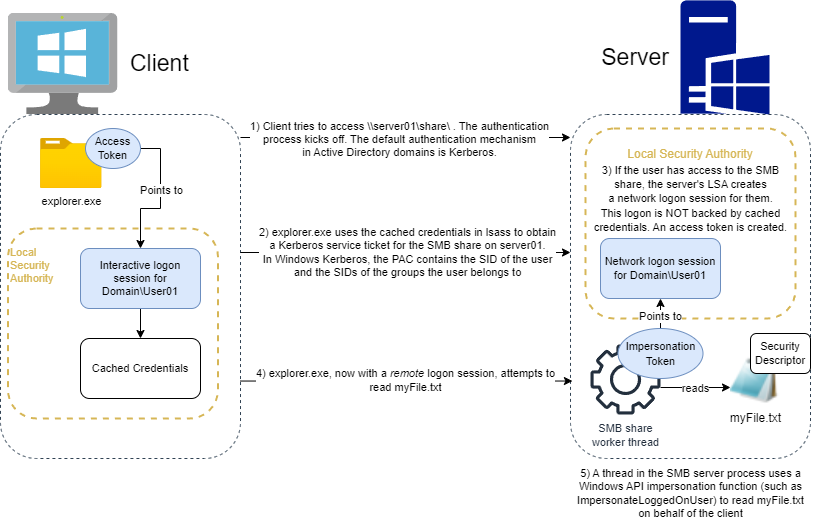 Client
Server
Access
Token
explorer.exe
Points to
Local
Security
Authority
Interactive logon
session for
Domain\User01
Cached Credentials
1) Client tries to access \\server01\share\ . The authentication
process kicks off. The default authentication mechanism
in Active Directory domains is Kerberos.
2) explorer.exe uses the cached credentials in lsass to obtain
a Kerberos service ticket for the SMB share on server01.
In Windows Kerberos, the PAC contains the SID of the user
and the SIDs of the groups the user belongs to
4) explorer.exe, now with a remote logon session, attempts to
read myFile.txt
Local Security Authority
3) If the user has access to the SMB
share, the server's LSA creates
a network logon session for them.
This logon is NOT backed by cached
credentials. An access token is created.
Network logon session
for Domain\User01
Points to
Impersonation
Token
Security
Descriptor
reads
myFile.txt
SMB share
worker thread
5) A thread in the SMB server process uses a
Windows API impersonation function (such as
ImpersonateLoggedOnUser) to read myFile.txt
on behalf of the client